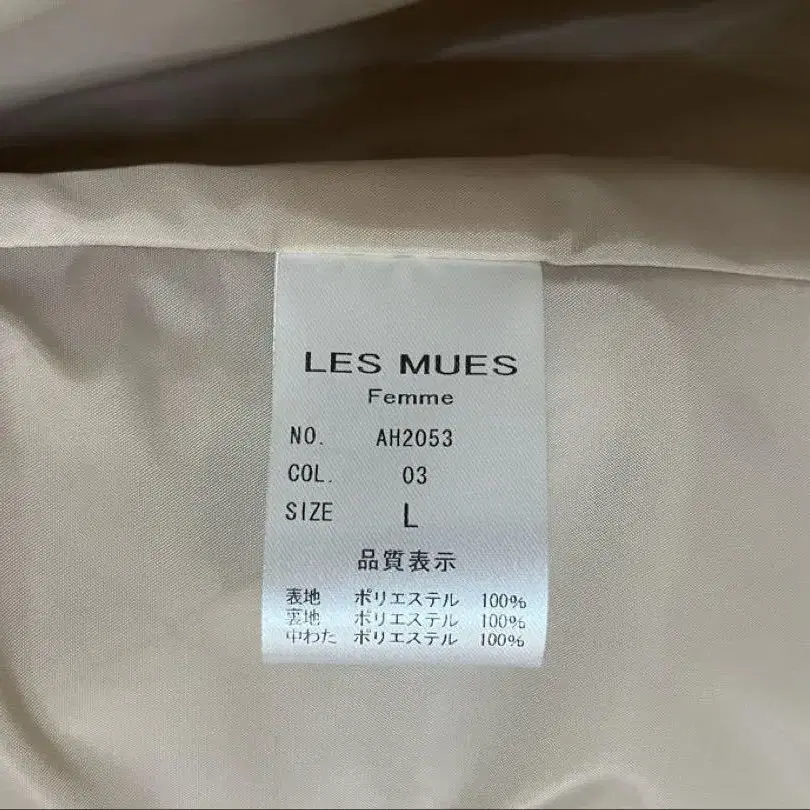 LES MUES
Femme
NO. AH2053
COL. 03
SIZE L
品質表示
表地 ポリエステル 100%
裏地 ポリエステル 100%
中わた ポリエステル 100%